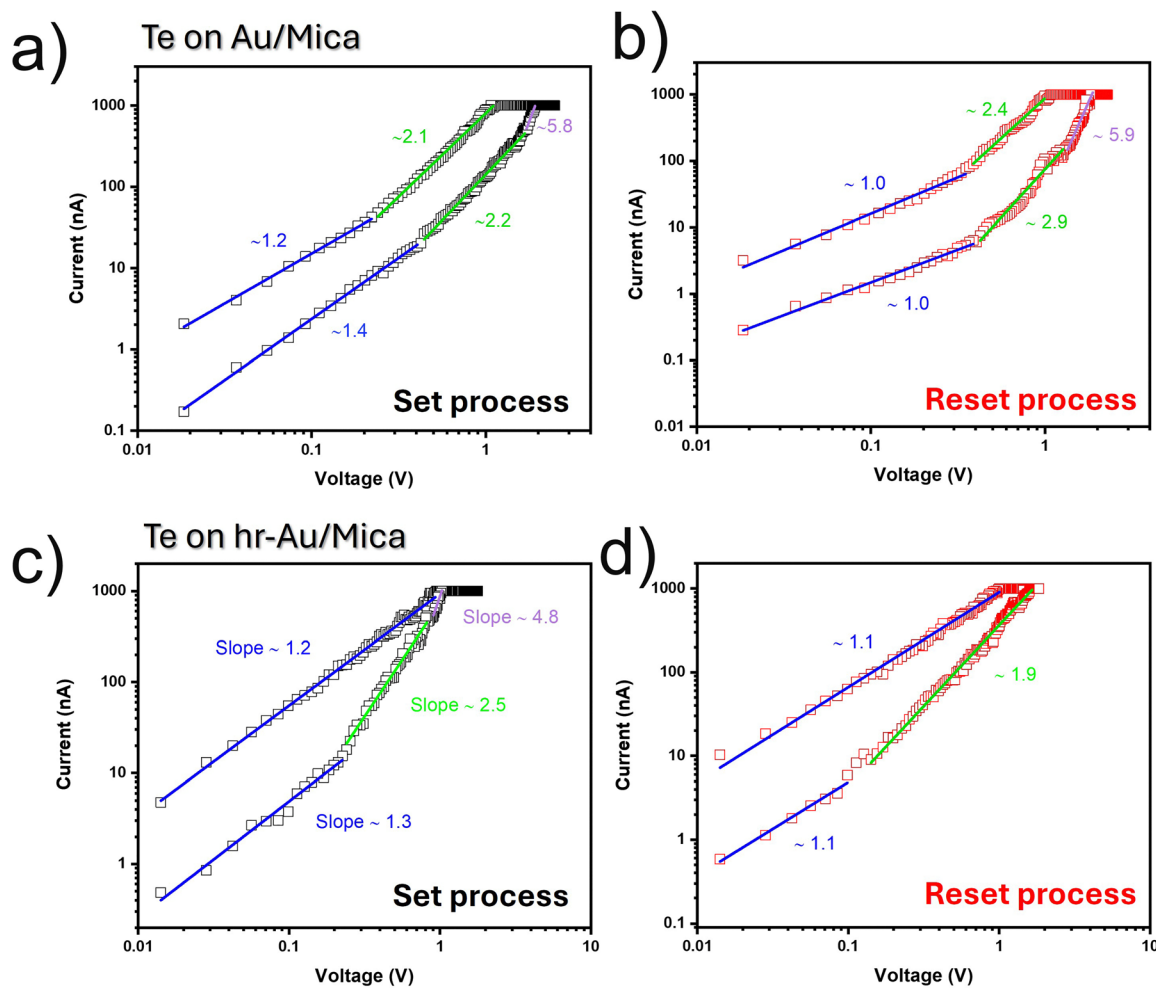 a)
Te on Au/Mica
Current (nA)
1000
100
10
1
0.1
0.01
0.1
1
Voltage (V)
~1.2
~2.1
~5.8
~2.2
~1.4
Set process
b)
Current (nA)
1000
100
10
1
0.1
0.01
0.01
0.1
1
Voltage (V)
~ 2.4
~ 5.9
~ 1.0
~ 2.9
~ 1.0
Reset process
c)
Te on hr-Au/Mica
Current (nA)
1000
100
10
1
0.01
0.1
1
10
Voltage (V)
Slope ~ 1.2
Slope ~ 4.8
Slope ~ 2.5
Slope ~ 1.3
Set process
d)
Current (nA)
1000
100
10
1
0.1
0.01
0.1
1
10
Voltage (V)
~ 1.1
~ 1.9
~ 1.1
Reset process